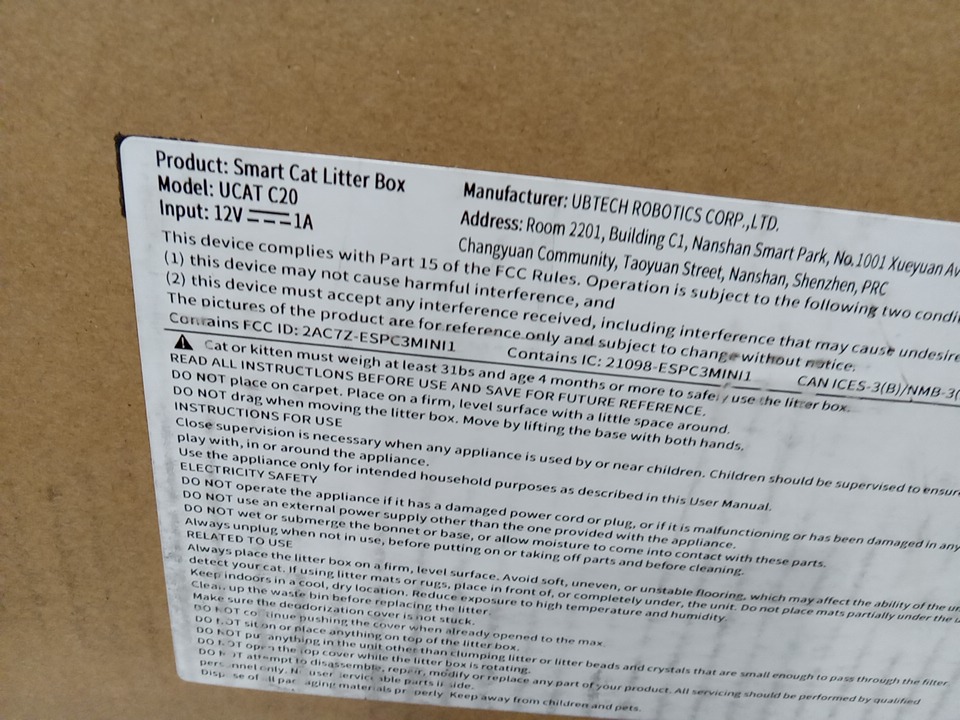 Product: Smart Cat Litter Box
Model: UCAT C20
Input: 12V 1A
Manufacturer: UBTECH ROBOTICS CORP.,LTD.
Address: Room 2201, Building C1, Nanshan Smart Park, No.1001 Xueyuan Av
Changyuan Community, Taoyuan Street, Nanshan, Shenzhen, PRC
This device complies with Part 15 of the FCC Rules. Operation is subject to the following two condi
(1) this device may not cause harmful interference, and
(2) this device must accept any interference received, including interference that may cause undesire
The pictures of the product are for reference only and subject to change without notice.
Contains FCC ID: 2AC7Z-ESPC3MINI1 Contains IC: 21098-ESPC3MINI1 CAN ICES-3(B)/NMB-3(
Cat or kitten must weigh at least 31bs and age 4 months or more to safely use the litter box.
READ ALL INSTRUCTLONS BEFORE USE AND SAVE FOR FUTURE REFERENCE.
DO NOT place on carpet. Place on a firm, level surface with a little space around.
DO NOT drag when moving the litter box. Move by lifting the base with both hands.
INSTRUCTIONS FOR USE
Close supervision is necessary when any appliance is used by or near children. Children should be supervised to ensure
play with, in or around the appliance.
Use the appliance only for intended household purposes as described in this User Manual.
ELECTRICITY SAFETY
DO NOT operate the appliance if it has a damaged power cord or plug, or if it is malfunctioning or has been damaged in any
DO NOT use an external power supply other than the one provided with the appliance.
DO NOT wet or submerge the bonnet or base, or allow moisture to come into contact with these parts.
Always unplug when not in use, before putting on or taking off parts and before cleaning.
RELATED TO USE
Always place the litter box on a firm, level surface. Avoid soft, uneven, or unstable flooring, which may affect the ability of the un
detect your cat. If using litter mats or rugs, place in front of, or completely under, the unit. Do not place mats partially under the u
Keep indoors in a cool, dry location. Reduce exposure to high temperature and humidity.
Clean up the waste bin before replacing the litter.
Make sure the deodorization cover is not stuck.
DO NOT continue pushing the cover when already opened to the max.
DO NOT sit on or place anything on top of the litter box.
DO NOT put anything in the unit other than clumping litter or litter beads and crystals that are small enough to pass through the filter.
DO NOT open the top cover while the litter box is rotating.
DO NOT attempt to disassemble, repair, modify or replace any part of your product. All servicing should be performed by qualified
personnel only. No user servicable parts inside.
Dispose of all packaging materials properly. Keep away from children and pets.